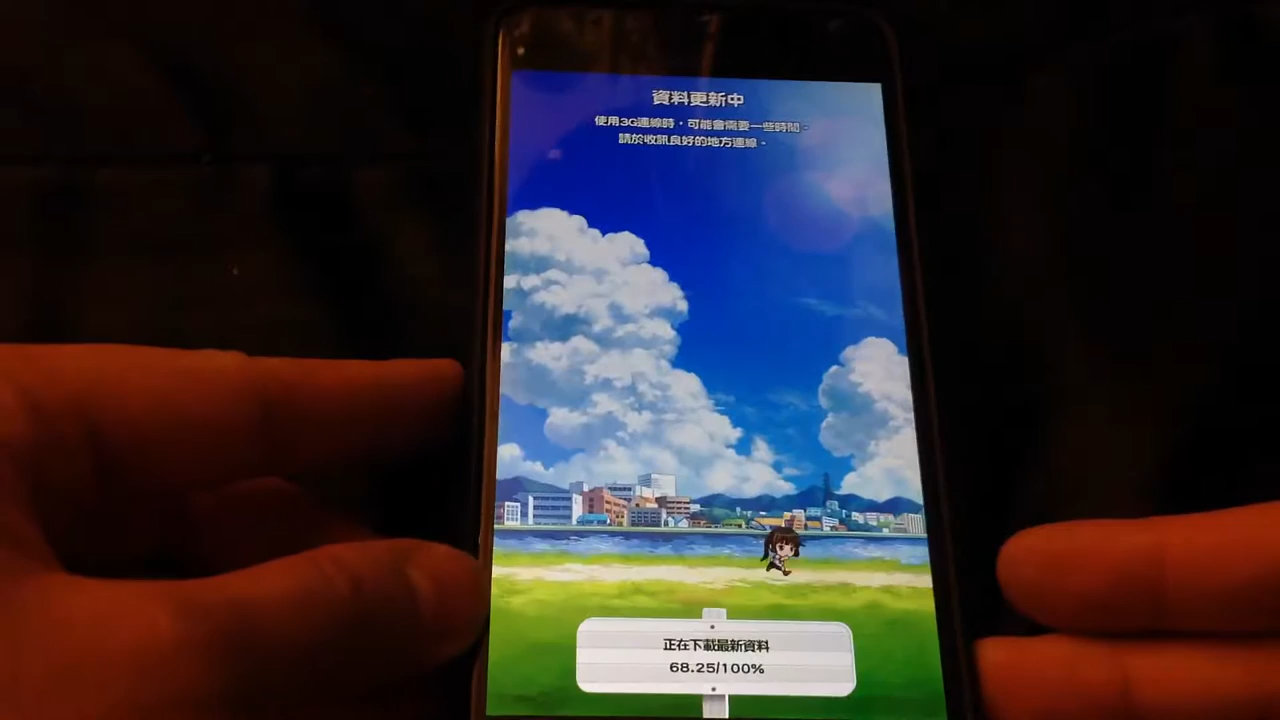 資料更新中
使用3G連線時，可能會需要一些時間。
請於收訊良好的地方連線。
正在下載最新資料
68.25/100%